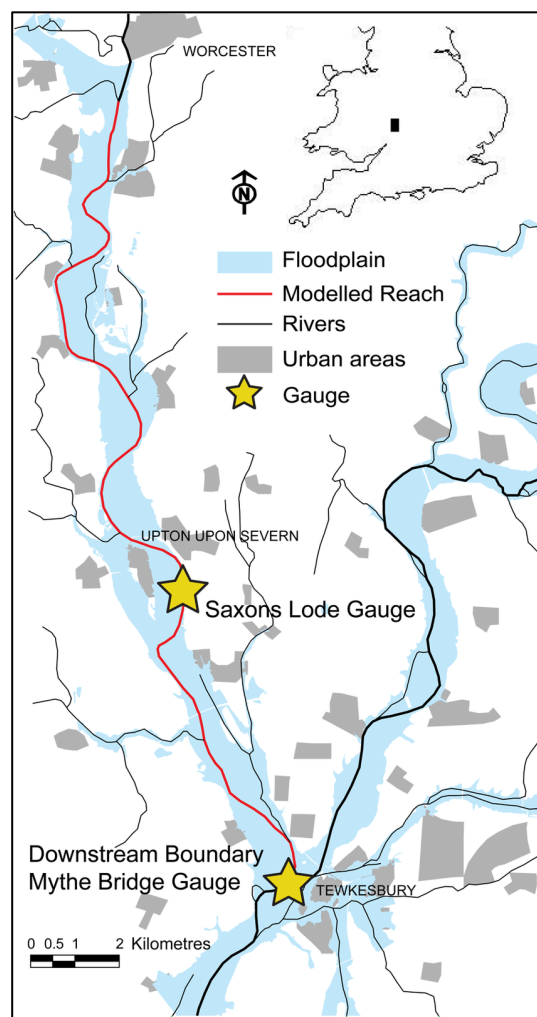 WORCESTER
N
Floodplain
Modelled Reach
Rivers
Urban areas
Gauge
UPTON UPON SEVERN
Saxons Lode Gauge
Downstream Boundary
Mythe Bridge Gauge
TEWKESBURY
0 0.5 1 2 Kilometres